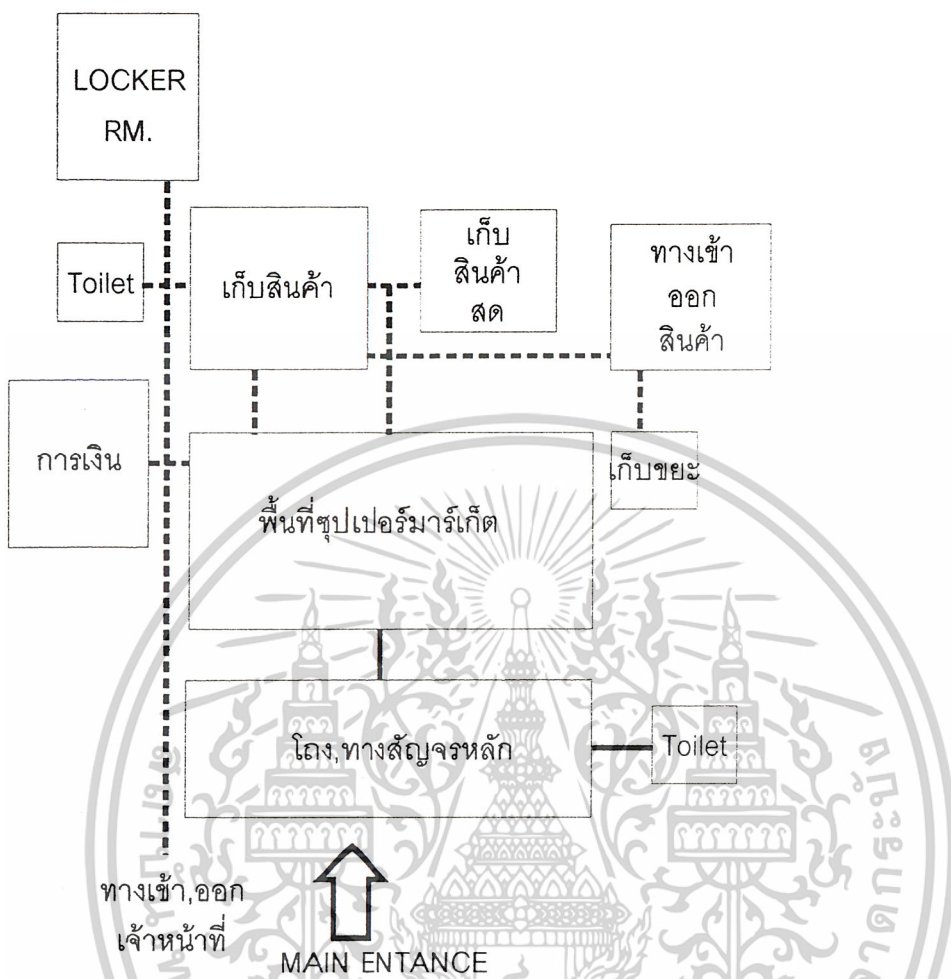 LOCKER
RM.
Toilet
เก็บสินค้า
เก็บ
สินค้า
สด
ทางเข้า
ออก
สินค้า
การเงิน
พื้นที่ซุปเปอร์มาร์เก็ต
เก็บขยะ
โถง,ทางสัญจรหลัก
Toilet
ทางเข้า,ออก
เจ้าหน้าที่
MAIN ENTANCE